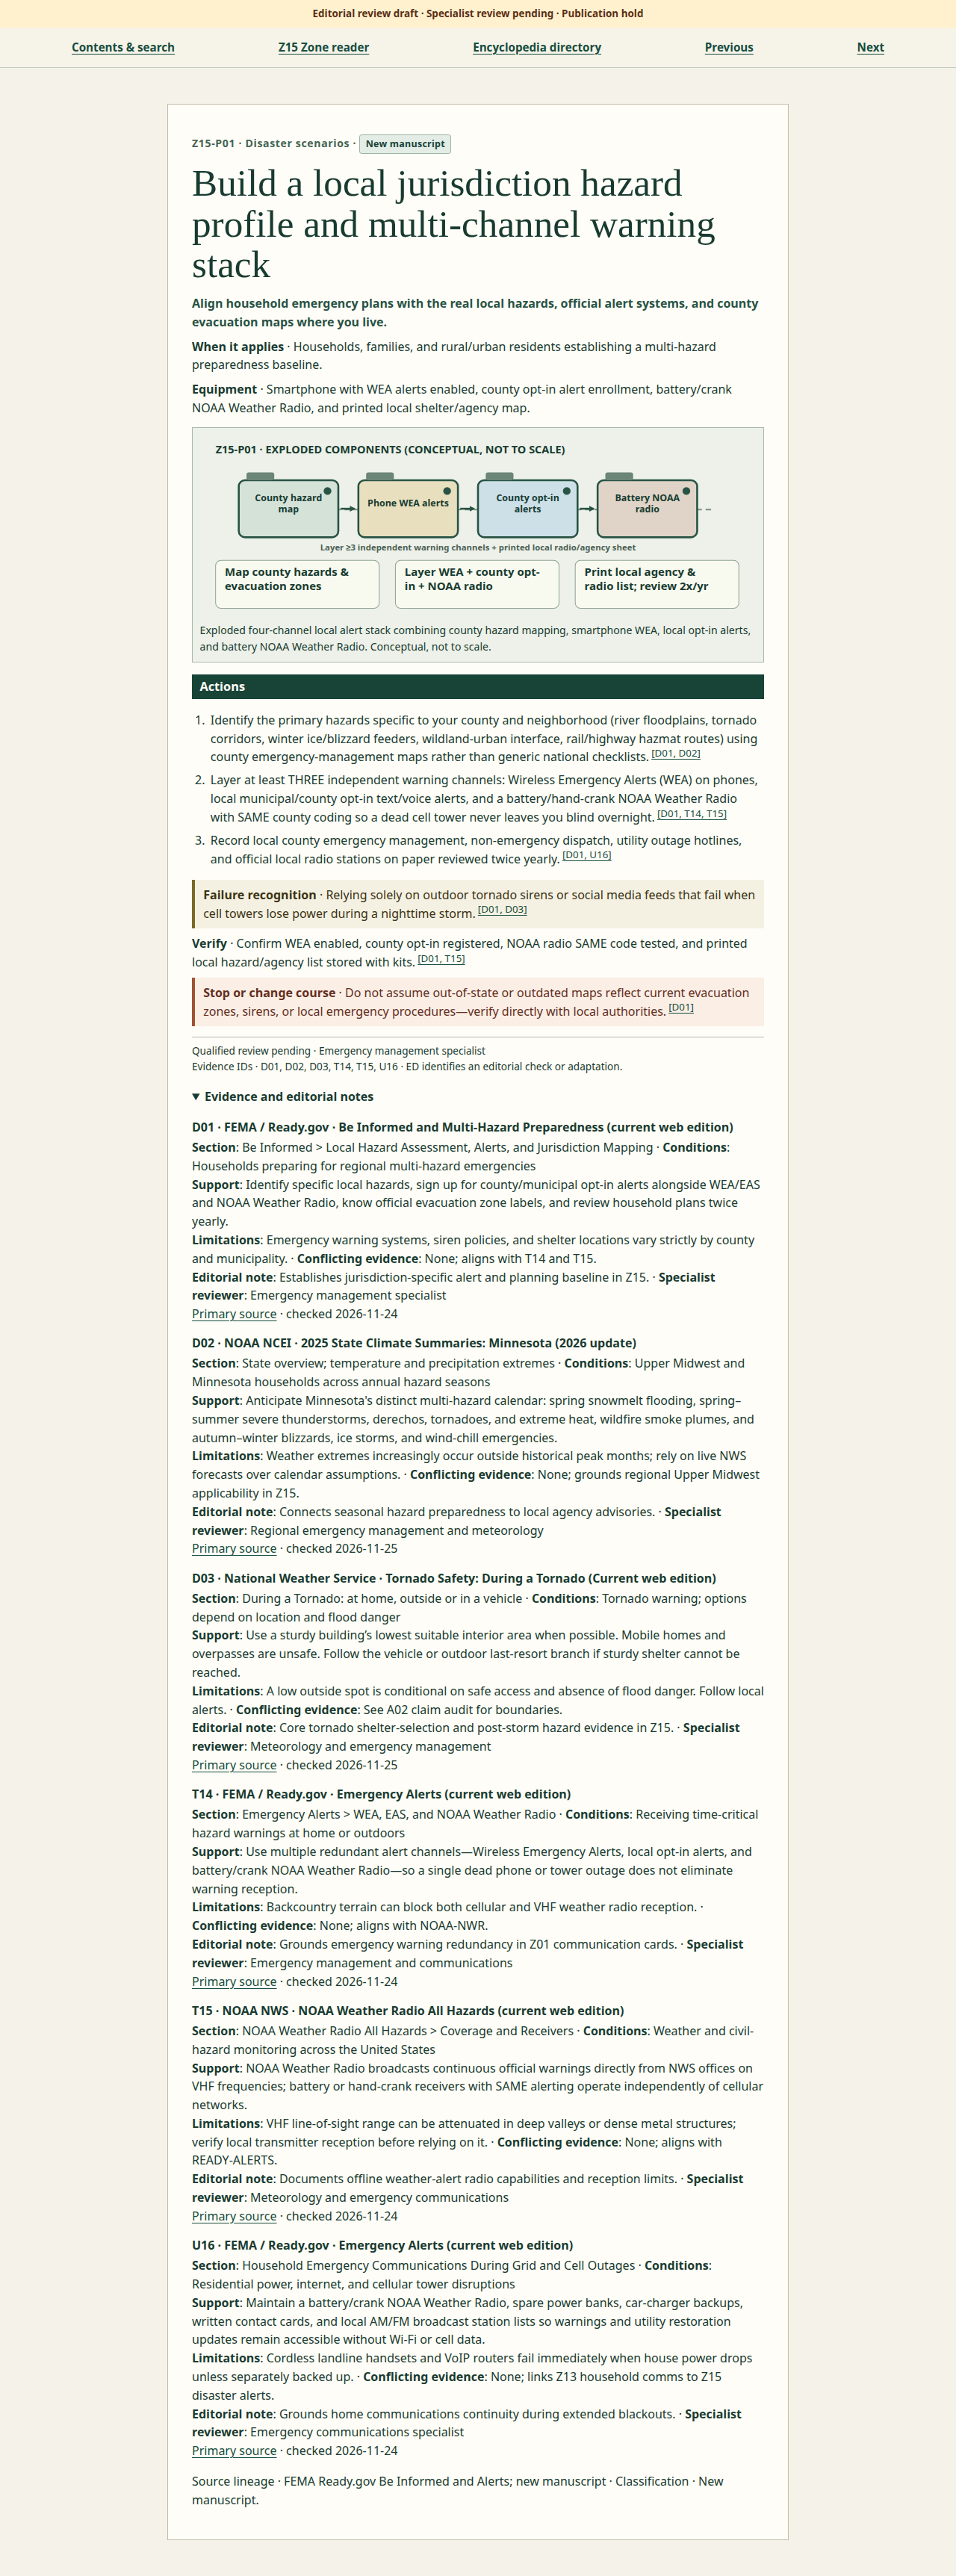 Editorial review draft · Specialist review pending · Publication hold
Contents & search
Z15 Zone reader
Encyclopedia directory
Previous
Next
Z15-P01 · Disaster scenarios · New manuscript
Build a local jurisdiction hazard
profile and multi-channel warning
stack
Align household emergency plans with the real local hazards, official alert systems, and county
evacuation maps where you live.
When it applies · Households, families, and rural/urban residents establishing a multi-hazard
preparedness baseline.
Equipment · Smartphone with WEA alerts enabled, county opt-in alert enrollment, battery/crank
NOAA Weather Radio, and printed local shelter/agency map.
Z15-P01 · EXPLODED COMPONENTS (CONCEPTUAL, NOT TO SCALE)
County hazard
map
Phone WEA alerts
County opt-in
alerts
Battery NOAA
radio
Layer ≥3 independent warning channels + printed local radio/agency sheet
Map county hazards &
evacuation zones
Layer WEA + county opt-
in + NOAA radio
Print local agency &
radio list; review 2x/yr
Exploded four-channel local alert stack combining county hazard mapping, smartphone WEA, local opt-in alerts,
and battery NOAA Weather Radio. Conceptual, not to scale.
Actions
1. Identify the primary hazards specific to your county and neighborhood (river floodplains, tornado
corridors, winter ice/blizzard feeders, wildland-urban interface, rail/highway hazmat routes) using
county emergency-management maps rather than generic national checklists. [D01, D02]
2. Layer at least THREE independent warning channels: Wireless Emergency Alerts (WEA) on phones,
local municipal/county opt-in text/voice alerts, and a battery/hand-crank NOAA Weather Radio
with SAME county coding so a dead cell tower never leaves you blind overnight. [D01, T14, T15]
3. Record local county emergency management, non-emergency dispatch, utility outage hotlines,
and official local radio stations on paper reviewed twice yearly. [D01, U16]
Failure recognition · Relying solely on outdoor tornado sirens or social media feeds that fail when
cell towers lose power during a nighttime storm. [D01, D03]
Verify · Confirm WEA enabled, county opt-in registered, NOAA radio SAME code tested, and printed
local hazard/agency list stored with kits. [D01, T15]
Stop or change course · Do not assume out-of-state or outdated maps reflect current evacuation
zones, sirens, or local emergency procedures—verify directly with local authorities. [D01]
Qualified review pending · Emergency management specialist
Evidence IDs · D01, D02, D03, T14, T15, U16 · ED identifies an editorial check or adaptation.
▼ Evidence and editorial notes
D01 · FEMA / Ready.gov · Be Informed and Multi-Hazard Preparedness (current web edition)
Section: Be Informed > Local Hazard Assessment, Alerts, and Jurisdiction Mapping · Conditions:
Households preparing for regional multi-hazard emergencies
Support: Identify specific local hazards, sign up for county/municipal opt-in alerts alongside WEA/EAS
and NOAA Weather Radio, know official evacuation zone labels, and review household plans twice
yearly.
Limitations: Emergency warning systems, siren policies, and shelter locations vary strictly by county
and municipality. · Conflicting evidence: None; aligns with T14 and T15.
Editorial note: Establishes jurisdiction-specific alert and planning baseline in Z15. · Specialist
reviewer: Emergency management specialist
Primary source · checked 2026-11-24
D02 · NOAA NCEI · 2025 State Climate Summaries: Minnesota (2026 update)
Section: State overview; temperature and precipitation extremes · Conditions: Upper Midwest and
Minnesota households across annual hazard seasons
Support: Anticipate Minnesota's distinct multi-hazard calendar: spring snowmelt flooding, spring–
summer severe thunderstorms, derechos, tornadoes, and extreme heat, wildfire smoke plumes, and
autumn–winter blizzards, ice storms, and wind-chill emergencies.
Limitations: Weather extremes increasingly occur outside historical peak months; rely on live NWS
forecasts over calendar assumptions. · Conflicting evidence: None; grounds regional Upper Midwest
applicability in Z15.
Editorial note: Connects seasonal hazard preparedness to local agency advisories. · Specialist
reviewer: Regional emergency management and meteorology
Primary source · checked 2026-11-25
D03 · National Weather Service · Tornado Safety: During a Tornado (Current web edition)
Section: During a Tornado: at home, outside or in a vehicle · Conditions: Tornado warning; options
depend on location and flood danger
Support: Use a sturdy building’s lowest suitable interior area when possible. Mobile homes and
overpasses are unsafe. Follow the vehicle or outdoor last-resort branch if sturdy shelter cannot be
reached.
Limitations: A low outside spot is conditional on safe access and absence of flood danger. Follow local
alerts. · Conflicting evidence: See A02 claim audit for boundaries.
Editorial note: Core tornado shelter-selection and post-storm hazard evidence in Z15. · Specialist
reviewer: Meteorology and emergency management
Primary source · checked 2026-11-25
T14 · FEMA / Ready.gov · Emergency Alerts (current web edition)
Section: Emergency Alerts > WEA, EAS, and NOAA Weather Radio · Conditions: Receiving time-critical
hazard warnings at home or outdoors
Support: Use multiple redundant alert channels—Wireless Emergency Alerts, local opt-in alerts, and
battery/crank NOAA Weather Radio—so a single dead phone or tower outage does not eliminate
warning reception.
Limitations: Backcountry terrain can block both cellular and VHF weather radio reception. ·
Conflicting evidence: None; aligns with NOAA-NWR.
Editorial note: Grounds emergency warning redundancy in Z01 communication cards. · Specialist
reviewer: Emergency management and communications
Primary source · checked 2026-11-24
T15 · NOAA NWS · NOAA Weather Radio All Hazards (current web edition)
Section: NOAA Weather Radio All Hazards > Coverage and Receivers · Conditions: Weather and civil-
hazard monitoring across the United States
Support: NOAA Weather Radio broadcasts continuous official warnings directly from NWS offices on
VHF frequencies; battery or hand-crank receivers with SAME alerting operate independently of cellular
networks.
Limitations: VHF line-of-sight range can be attenuated in deep valleys or dense metal structures;
verify local transmitter reception before relying on it. · Conflicting evidence: None; aligns with
READY-ALERTS.
Editorial note: Documents offline weather-alert radio capabilities and reception limits. · Specialist
reviewer: Meteorology and emergency communications
Primary source · checked 2026-11-24
U16 · FEMA / Ready.gov · Emergency Alerts (current web edition)
Section: Household Emergency Communications During Grid and Cell Outages · Conditions:
Residential power, internet, and cellular tower disruptions
Support: Maintain a battery/crank NOAA Weather Radio, spare power banks, car-charger backups,
written contact cards, and local AM/FM broadcast station lists so warnings and utility restoration
updates remain accessible without Wi-Fi or cell data.
Limitations: Cordless landline handsets and VoIP routers fail immediately when house power drops
unless separately backed up. · Conflicting evidence: None; links Z13 household comms to Z15
disaster alerts.
Editorial note: Grounds home communications continuity during extended blackouts. · Specialist
reviewer: Emergency communications specialist
Primary source · checked 2026-11-24
Source lineage · FEMA Ready.gov Be Informed and Alerts; new manuscript · Classification · New
manuscript.